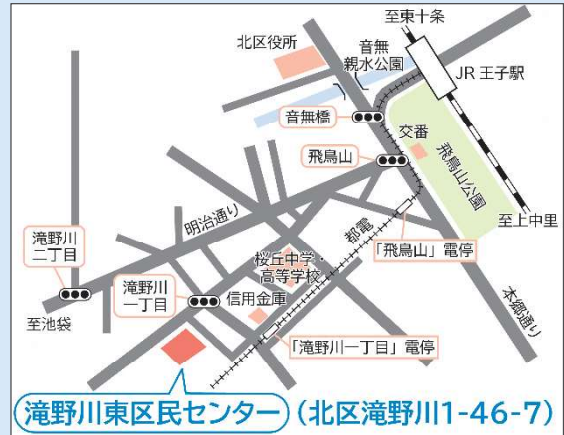 至東十条
北区役所
音無
親水公園
JR 王子駅
音無橋
交番
飛鳥山
飛鳥山公園
明治通り
至上中里
都電
滝野川
二丁目
「飛鳥山」電停
桜丘中学・
高等学校
滝野川
一丁目
信用金庫
本郷通り
至池袋
「滝野川一丁目」電停
滝野川東区民センター (北区滝野川1-46-7)